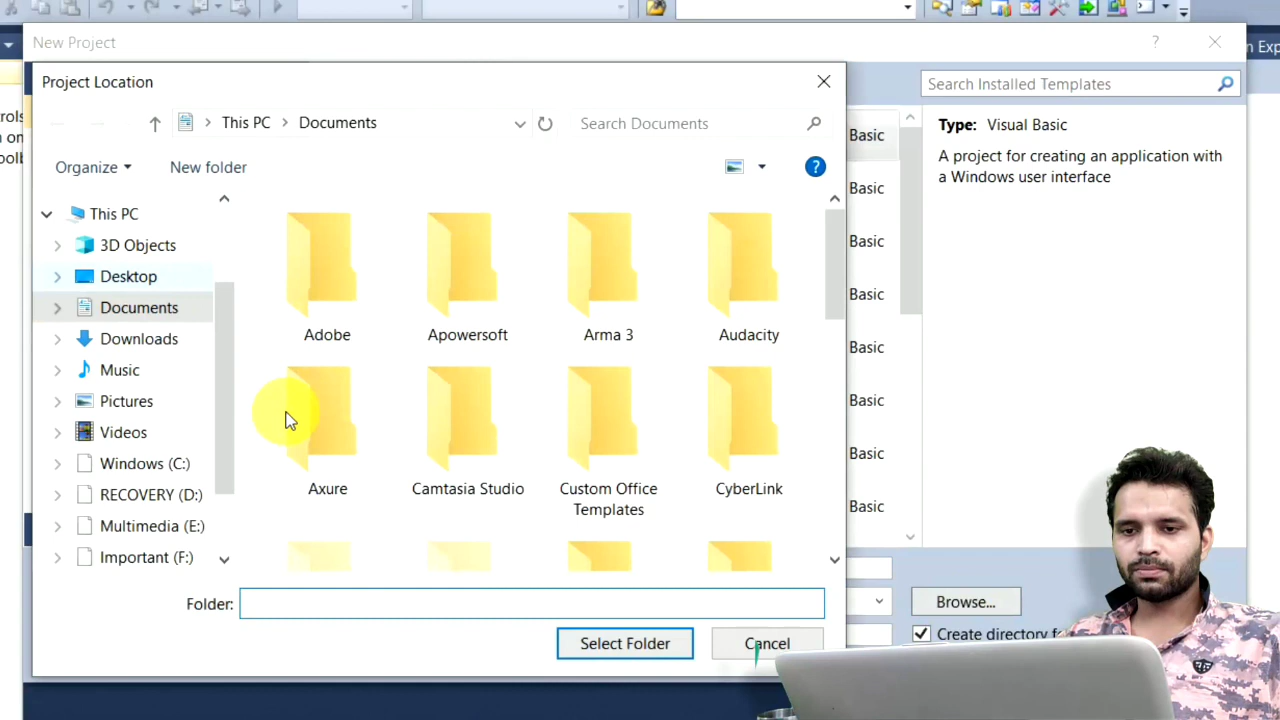 New Project
?
n Exp
Project Location
Search Installed Templates
This PC
Documents
Search Documents
Basic
Type: Visual Basic
A project for creating an application with
a Windows user interface
Organize
New folder
?
This PC
3D Objects
Desktop
Documents
Downloads
Music
Pictures
Videos
Windows (C:)
RECOVERY (D:)
Multimedia (E:)
Important (F:)
Adobe
Apowersoft
Arma 3
Audacity
Axure
Camtasia Studio
Custom Office
Templates
CyberLink
Basic
Basic
Basic
Basic
Basic
Basic
Basic
Folder:
Browse...
Select Folder
Cancel
Create directory f